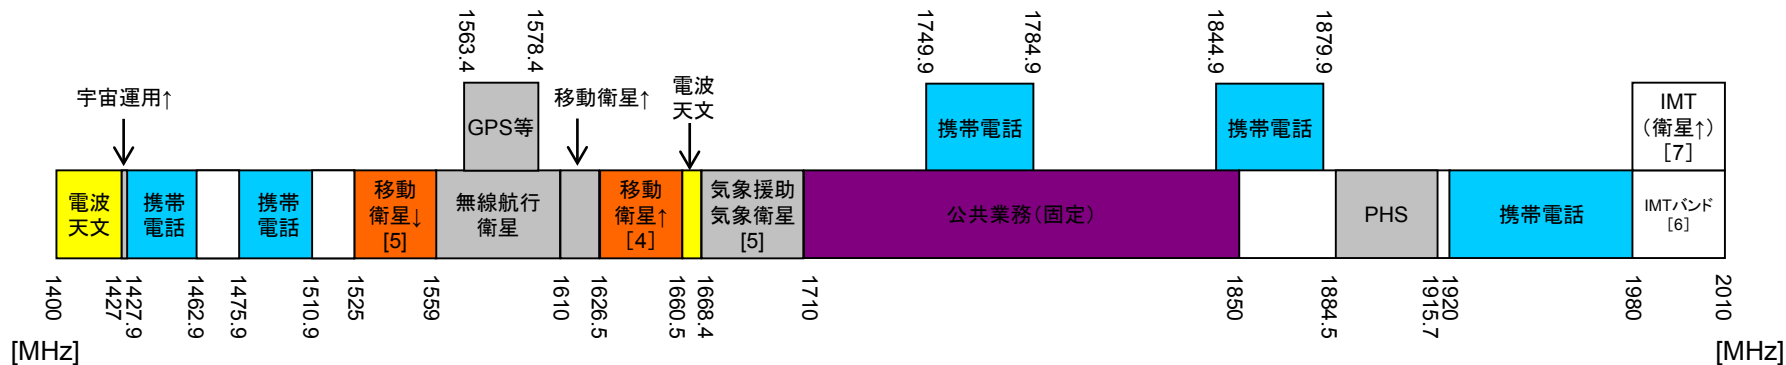 1563.4
1578.4
1749.9
1784.9
1844.9
1879.9
宇宙運用↑
GPS等
移動衛星↑
電波
天文
携帯電話
携帯電話
IMT
(衛星↑)
[7]
電波
天文
携帯
電話
携帯
電話
移動
衛星↓
[5]
無線航行
衛星
移動
衛星↑
[4]
気象援助
気象衛星
[5]
公共業務(固定)
PHS
携帯電話
IMTバンド
[6]
1400
1427
1427.9
1462.9
1475.9
1510.9
1525
1559
1610
1626.5
1660.5
1668.4
1710
1850
1884.5
1915.7
1920
1980
2010
[MHz]
[MHz]